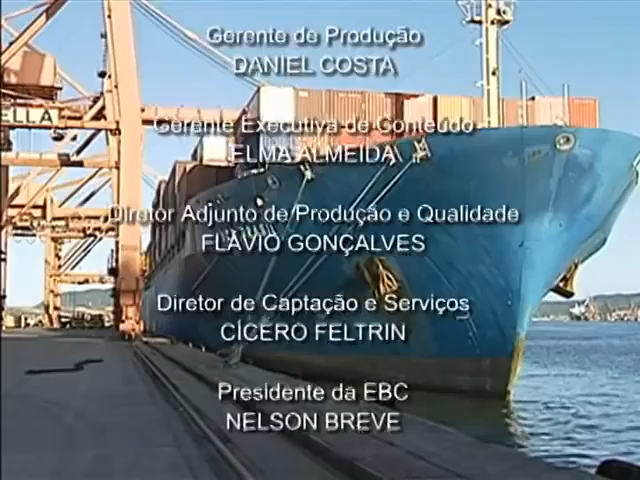 Gerente de Produção
DANIEL COSTA
ELLA
Gerente Executiva de Conteúdo
ELMA ALMEIDA
Diretor Adjunto de Produção e Qualidade
FLAVIO GONÇALVES
Diretor de Captação e Serviços
CÍCERO FELTRIN
Presidente da EBC
NELSON BREVE